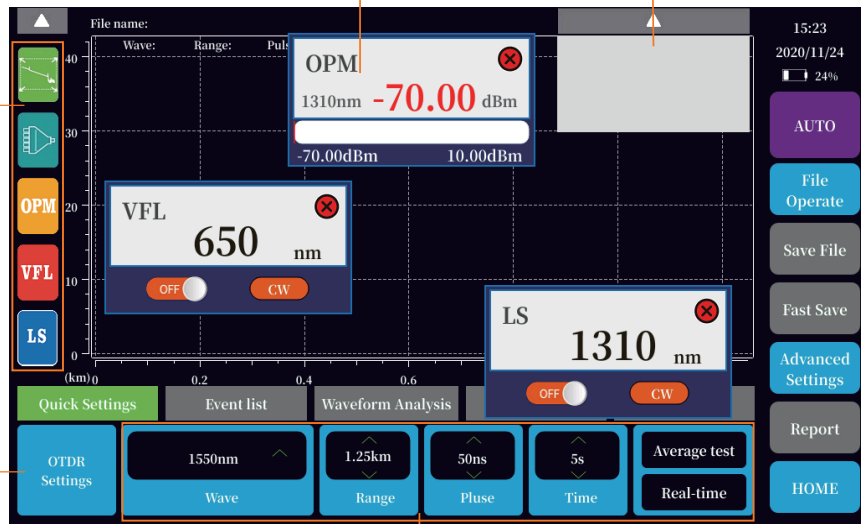 File name:
Wave: Range:
15:23
2020/11/24
24%
AUTO
File
Operate
Save File
Fast Save
Advanced
Settings
Report
HOME
OPM
VFL
LS
40
30
20
10
0
(km) 0 0.2 0.4 0.6
OPM
1310nm -70.00 dBm
-70.00dBm 10.00dBm
VFL
650 nm
OFF CW
LS
1310 nm
OFF CW
Quick Settings Event list Waveform Analysis
OTDR
Settings
1550nm
Wave
1.25km
Range
50ns
Pluse
5s
Time
Average test
Real-time